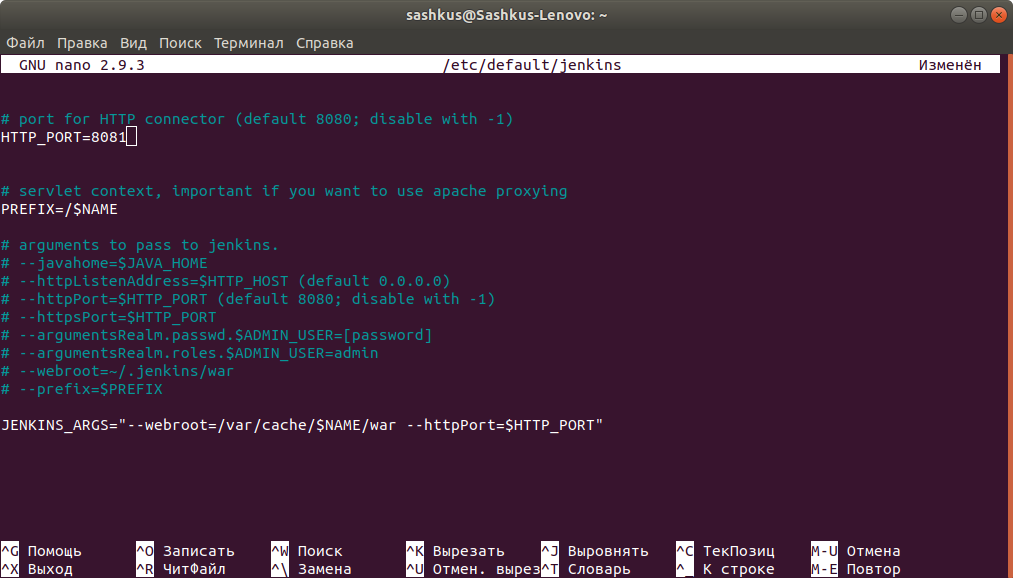 sashkus@Sashkus-Lenovo: ~
Файл Правка Вид Поиск Терминал Справка
GNU nano 2.9.3 /etc/default/jenkins Изменён
# port for HTTP connector (default 8080; disable with -1)
HTTP_PORT=8081
# servlet context, important if you want to use apache proxying
PREFIX=/$NAME
# arguments to pass to jenkins.
# --javahome=$JAVA_HOME
# --httpListenAddress=$HTTP_HOST (default 0.0.0.0)
# --httpPort=$HTTP_PORT (default 8080; disable with -1)
# --httpsPort=$HTTP_PORT
# --argumentsRealm.passwd.$ADMIN_USER=[password]
# --argumentsRealm.roles.$ADMIN_USER=admin
# --webroot=~/.jenkins/war
# --prefix=$PREFIX
JENKINS_ARGS="--webroot=/var/cache/$NAME/war --httpPort=$HTTP_PORT"
^G Помощь ^O Записать ^W Поиск ^K Вырезать ^J Выровнять ^C ТекПозиц M-U Отмена
^X Выход ^R ЧитФайл ^\ Замена ^U Отмен. вырез^T Словарь ^_ К строке M-E Повтор